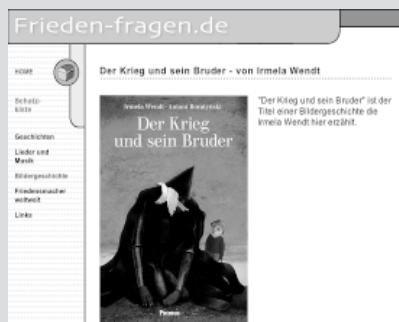 Frieden-fragen.de
HOME
Schatz-
kiste
Geschichten
Lieder und
Musik
Bildergeschichte
Friedensmacher
weltweit
Links
Der Krieg und sein Bruder - von Irmela Wendt
Irmela Wendt · Antoni Boratyński
Der Krieg
und sein Bruder
Patmos
"Der Krieg und sein Bruder" ist der
Titel einer Bildergeschichte die
Irmela Wendt hier erzählt.